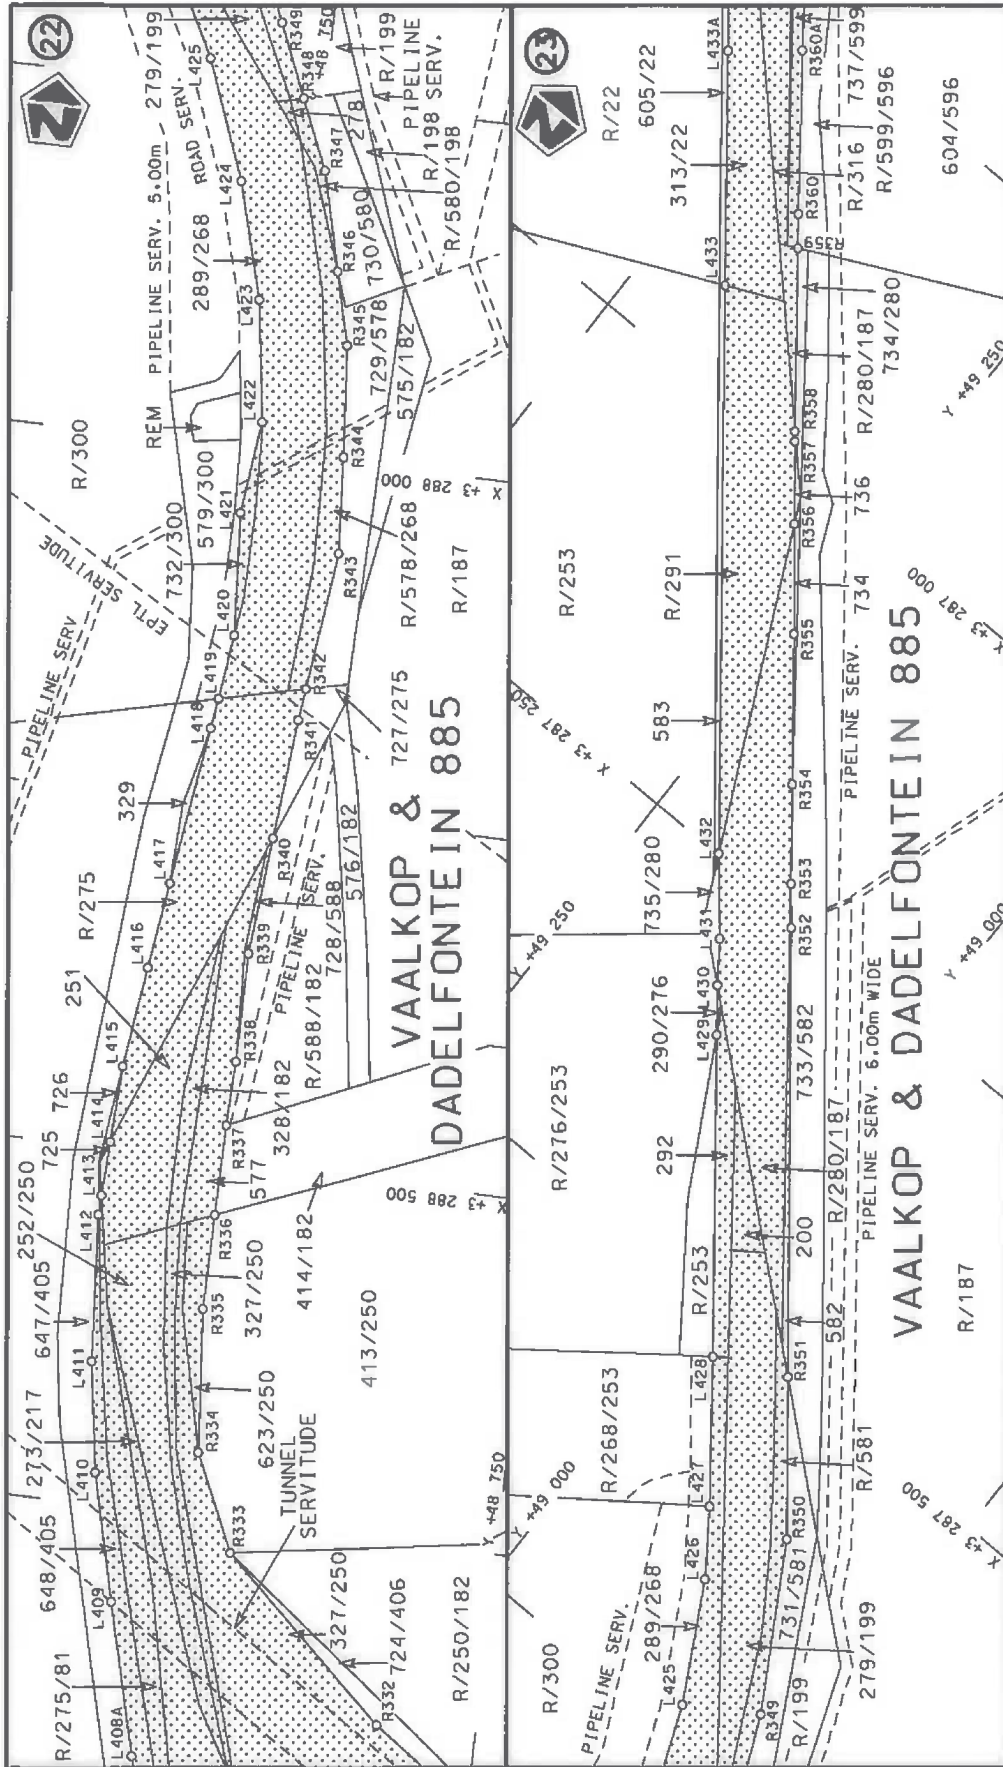 22
N
R/275/81
L408A
648/405
L409
273/217
L410
647/405
L411
252/250
L412
L413
725
L414
726
L415
251
L416
R/275
L417
329
L418
L419
L420
732/300
L421
579/300
L422
REM
L423
289/268
L424
ROAD SERV.
L425
PIPELINE SERV. 5.00m
279/199
R/300
PIPELINE SERV
EPTL SERVITUDE
R332
724/406
327/250
R/250/182
R333
TUNNEL
SERVITUDE
623/250
R334
R335
327/250
413/250
414/182
R336
577
R337
328/182
R338
R/588/182
PIPELINE SERV.
R339
728/588
R340
576/182
R341
R342
727/275
R343
R/578/268
R/187
R344
R345
575/182
729/578
R346
730/580
R347
R/580/198
R348
278
R/198
PIPELINE SERV.
R/199
R349
Y +48 750
+48 750
X +3 288 500
X +3 288 000
VAALKOP &
DADELFONTEIN 885
23
N
R/300
PIPELINE SERV.
L425
289/268
L426
L427
R/268/253
L428
R/253
292
R/276/253
L429
290/276
L430
L431
735/280
L432
583
R/291
R/253
L433
313/22
605/22
R/22
L433A
Y +49 000
Y +49 250
X +3 287 250
R349
R/199
279/199
731/581
R350
R/581
R351
582
200
R/280/187
733/582
R352
R353
R354
R355
734
R356
736
R357
R358
R/280/187
734/280
R359
R360
R/316
R/599/596
737/599
R360A
604/596
PIPELINE SERV. 6.00m WIDE
PIPELINE SERV.
R/187
X +3 287 500
Y +49 000
X +3 287 000
Y +49 250
VAALKOP & DADELFONTEIN 885